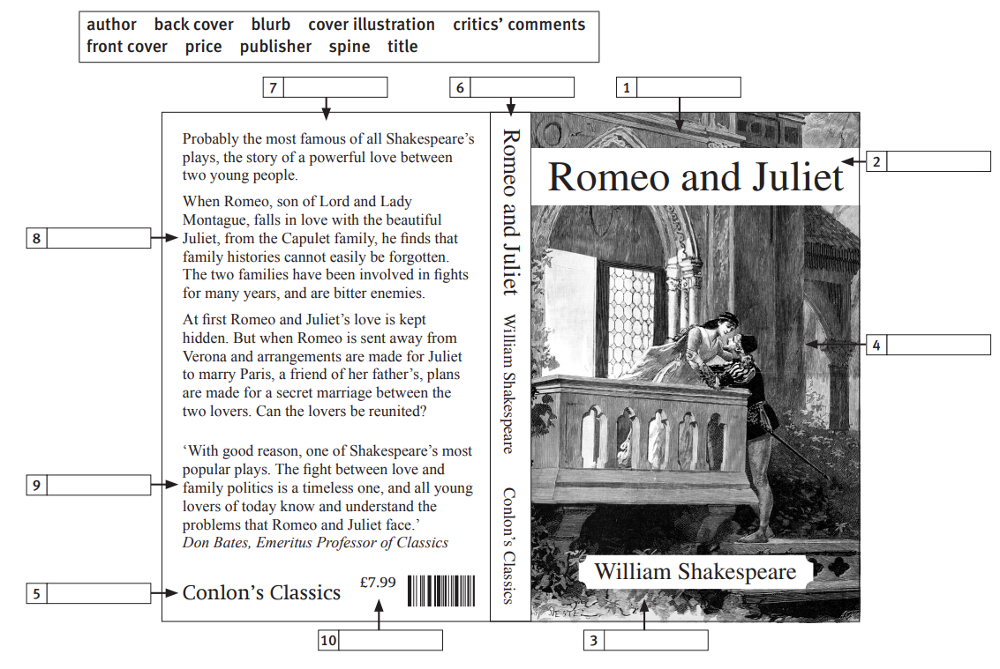 author back cover blurb cover illustration critics’ comments
front cover price publisher spine title
7
6
1
Probably the most famous of all Shakespeare’s
plays, the story of a powerful love between
two young people.
When Romeo, son of Lord and Lady
Montague, falls in love with the beautiful
Juliet, from the Capulet family, he finds that
family histories cannot easily be forgotten.
The two families have been involved in fights
for many years, and are bitter enemies.
At first Romeo and Juliet’s love is kept
hidden. But when Romeo is sent away from
Verona and arrangements are made for Juliet
to marry Paris, a friend of her father’s, plans
are made for a secret marriage between the
two lovers. Can the lovers be reunited?
‘With good reason, one of Shakespeare’s most
popular plays. The fight between love and
family politics is a timeless one, and all young
lovers of today know and understand the
problems that Romeo and Juliet face.’
Don Bates, Emeritus Professor of Classics
Conlon’s Classics
£7.99
8
9
5
10
Romeo and Juliet William Shakespeare Conlon’s Classics
Romeo and Juliet
2
4
William Shakespeare
3